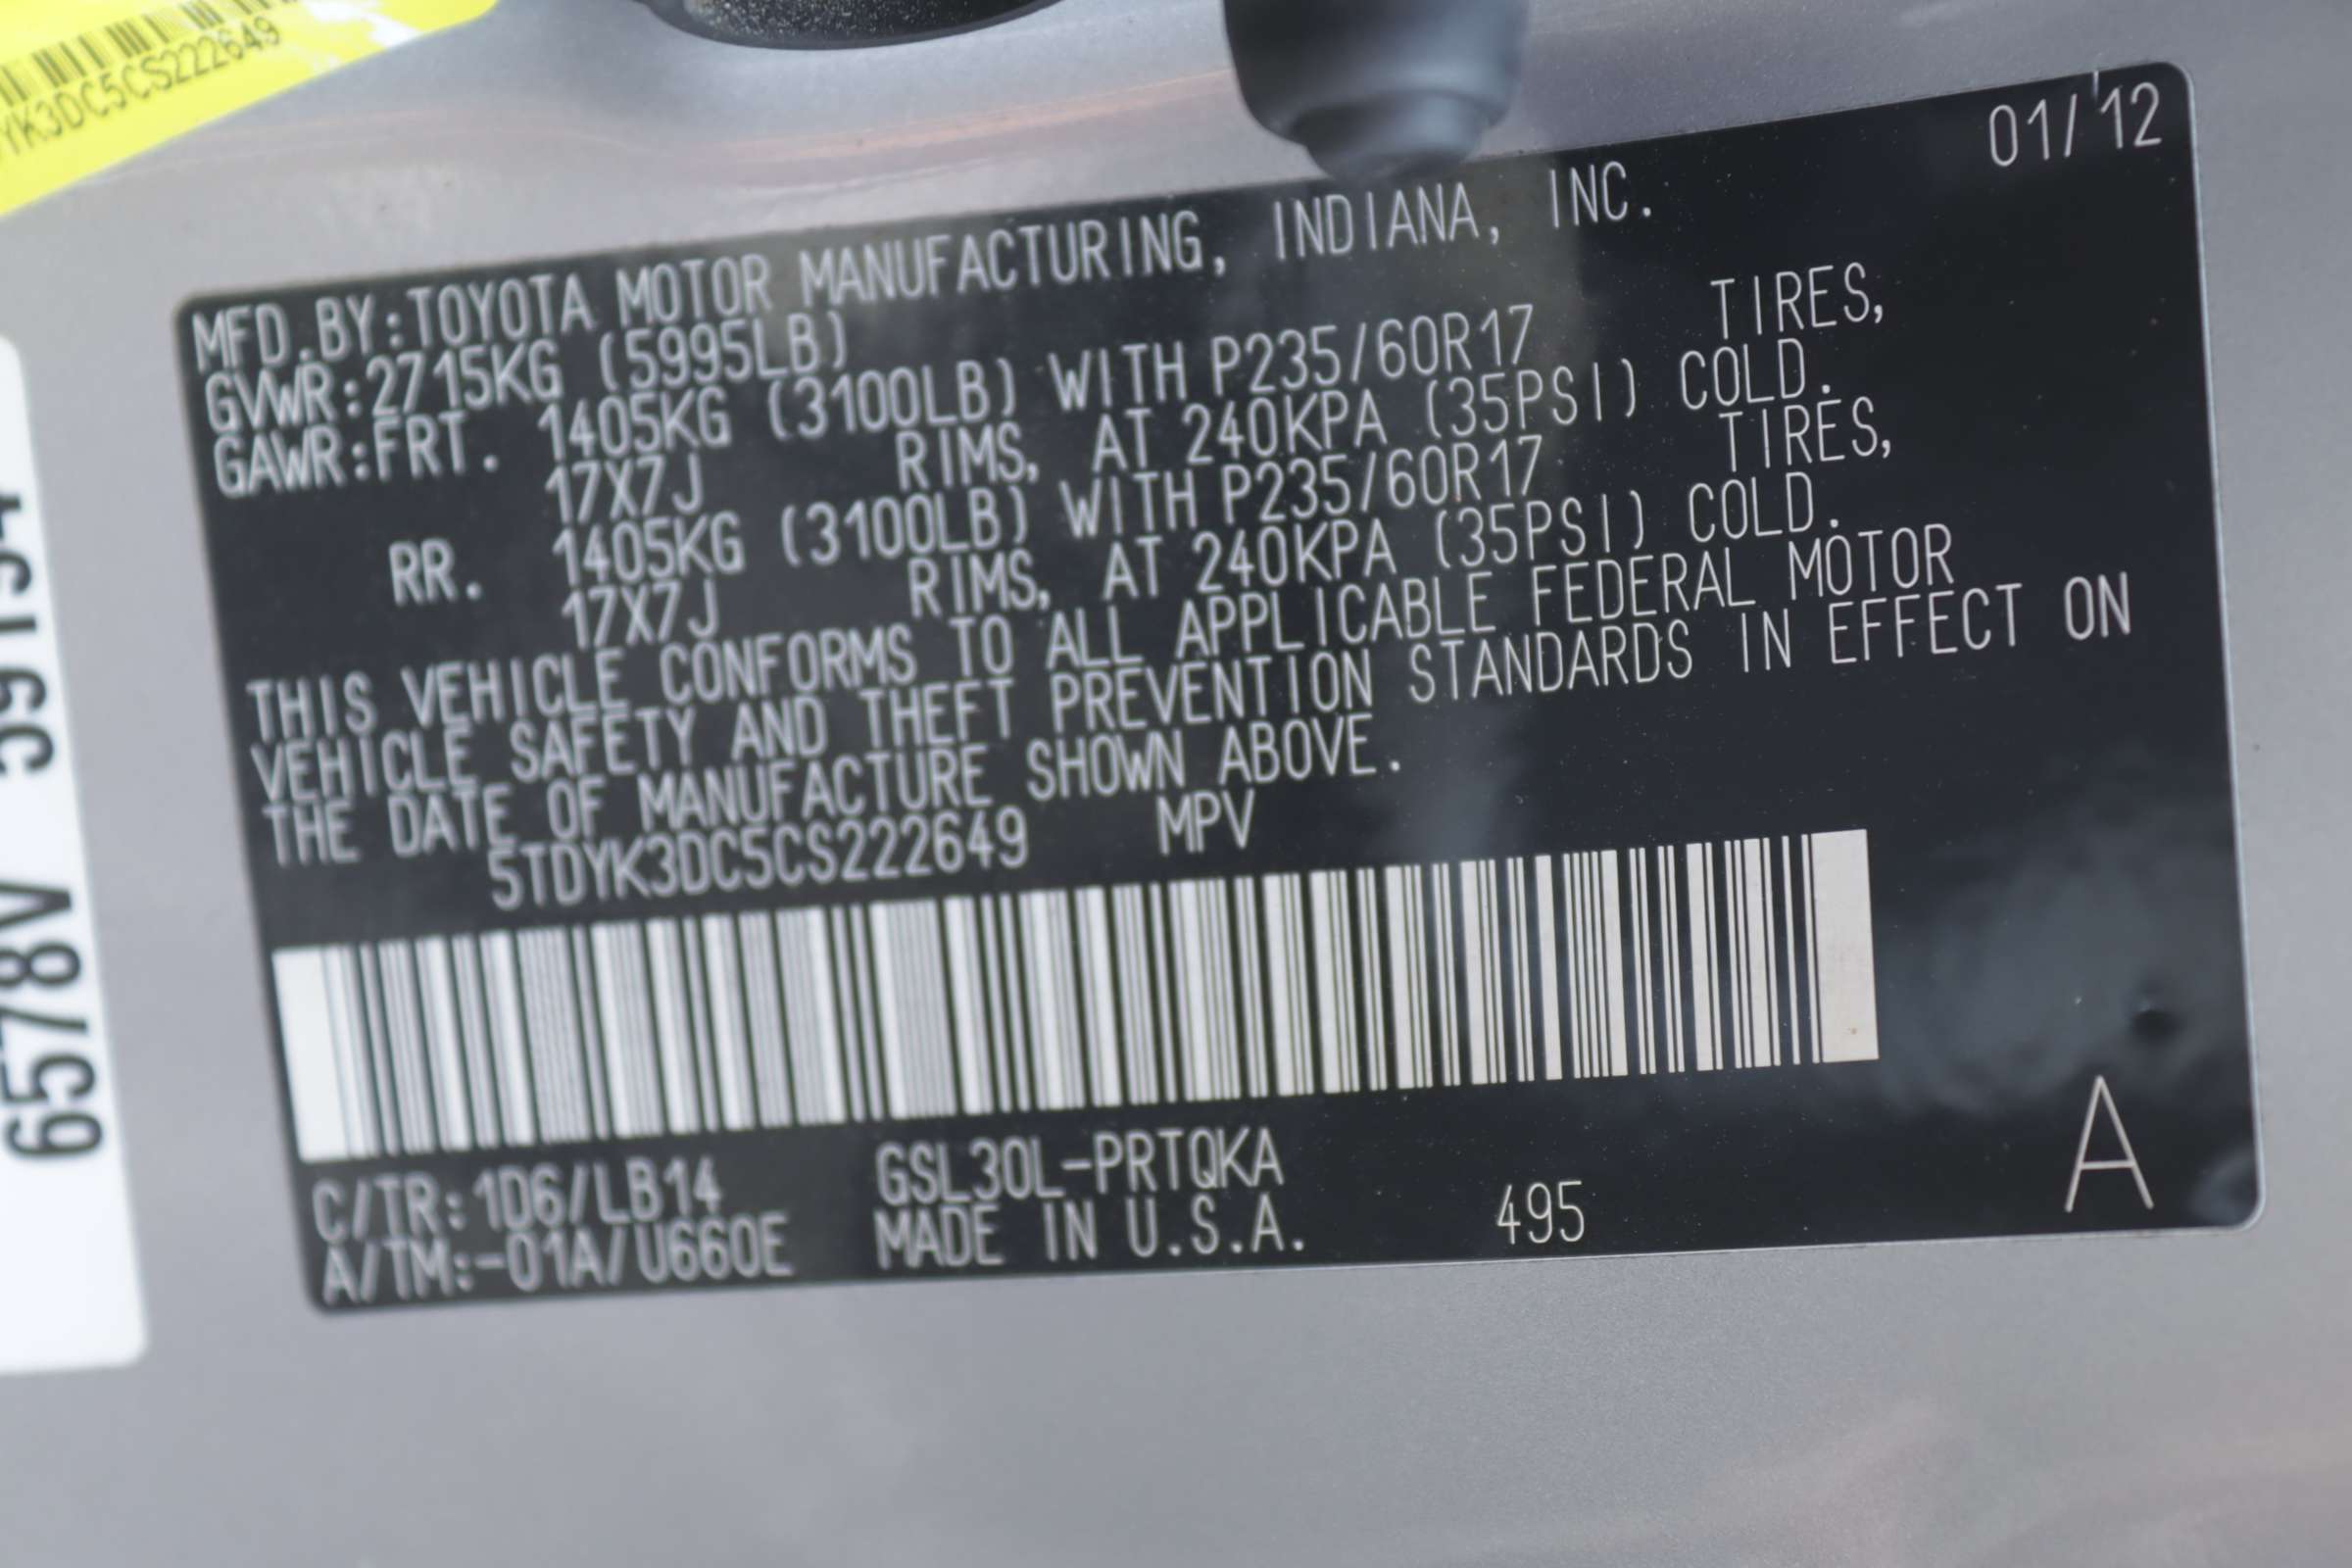 YK3DC5CS222649
01/12
MFD.BY:TOYOTA MOTOR MANUFACTURING, INDIANA, INC.
GVWR:2715KG (5995LB)
GAWR:FRT. 1405KG (3100LB) WITH P235/60R17 TIRES,
17X7J RIMS, AT 240KPA (35PSI) COLD.
RR. 1405KG (3100LB) WITH P235/60R17 TIRES,
17X7J RIMS, AT 240KPA (35PSI) COLD.
THIS VEHICLE CONFORMS TO ALL APPLICABLE FEDERAL MOTOR
VEHICLE SAFETY AND THEFT PREVENTION STANDARDS IN EFFECT ON
THE DATE OF MANUFACTURE SHOWN ABOVE.
5TDYK3DC5CS222649 MPV
C/TR:1D6/LB14 GSL30L-PRTQKA
A/TM:-01A/U660E MADE IN U.S.A. 495 A
6578V